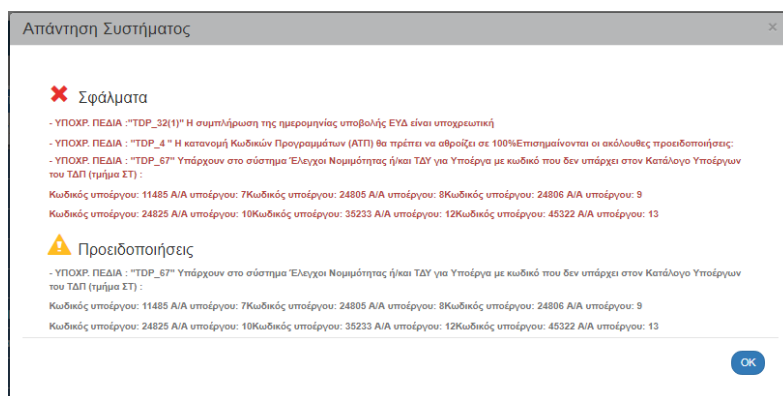 Απάντηση Συστήματος
×
Σφάλματα
- ΥΠΟΧΡ. ΠΕΔΙΑ :"TDP_32(1)" Η συμπλήρωση της ημερομηνίας υποβολής ΕΥΔ είναι υποχρεωτική
- ΥΠΟΧΡ. ΠΕΔΙΑ : "TDP_4 " Η κατανομή Κωδικών Προγραμμάτων (ΑΤΠ) θα πρέπει να αθροίζει σε 100%Επισημαίνονται οι ακόλουθες προειδοποιήσεις:
- ΥΠΟΧΡ. ΠΕΔΙΑ : "TDP_67" Υπάρχουν στο σύστημα Έλεγχοι Νομιμότητας ή/και ΤΔΥ για Υποέργα με κωδικό που δεν υπάρχει στον Κατάλογο Υποέργων
του ΤΔΠ (τμήμα ΣΤ) :
Κωδικός υποέργου: 11485 Α/Α υποέργου: 7Κωδικός υποέργου: 24805 Α/Α υποέργου: 8Κωδικός υποέργου: 24806 Α/Α υποέργου: 9
Κωδικός υποέργου: 24825 Α/Α υποέργου: 10Κωδικός υποέργου: 35233 Α/Α υποέργου: 12Κωδικός υποέργου: 45322 Α/Α υποέργου: 13
Προειδοποιήσεις
- ΥΠΟΧΡ. ΠΕΔΙΑ : "TDP_67" Υπάρχουν στο σύστημα Έλεγχοι Νομιμότητας ή/και ΤΔΥ για Υποέργα με κωδικό που δεν υπάρχει στον Κατάλογο Υποέργων
του ΤΔΠ (τμήμα ΣΤ) :
Κωδικός υποέργου: 11485 Α/Α υποέργου: 7Κωδικός υποέργου: 24805 Α/Α υποέργου: 8Κωδικός υποέργου: 24806 Α/Α υποέργου: 9
Κωδικός υποέργου: 24825 Α/Α υποέργου: 10Κωδικός υποέργου: 35233 Α/Α υποέργου: 12Κωδικός υποέργου: 45322 Α/Α υποέργου: 13
OK